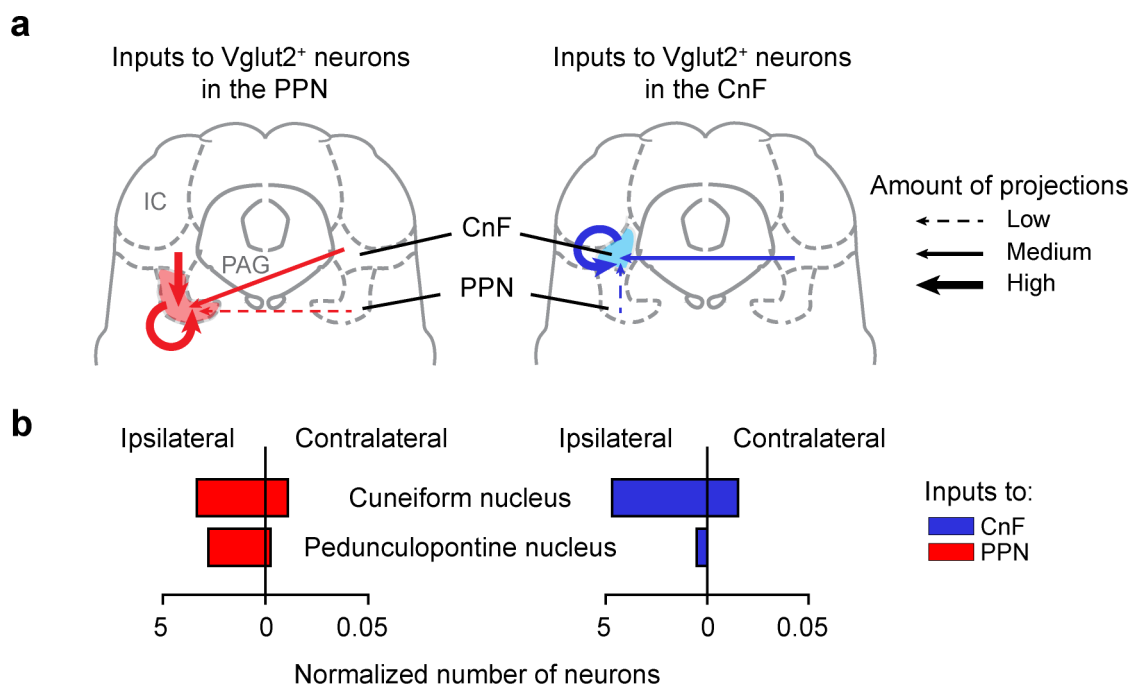 a
Inputs to Vglut2⁺ neurons
in the PPN
Inputs to Vglut2⁺ neurons
in the CnF
IC
PAG
CnF
PPN
Amount of projections
Low
Medium
High
b
Ipsilateral
Contralateral
Ipsilateral
Contralateral
Cuneiform nucleus
Pedunculopontine nucleus
Inputs to:
CnF
PPN
5 0 0.05
5 0 0.05
Normalized number of neurons